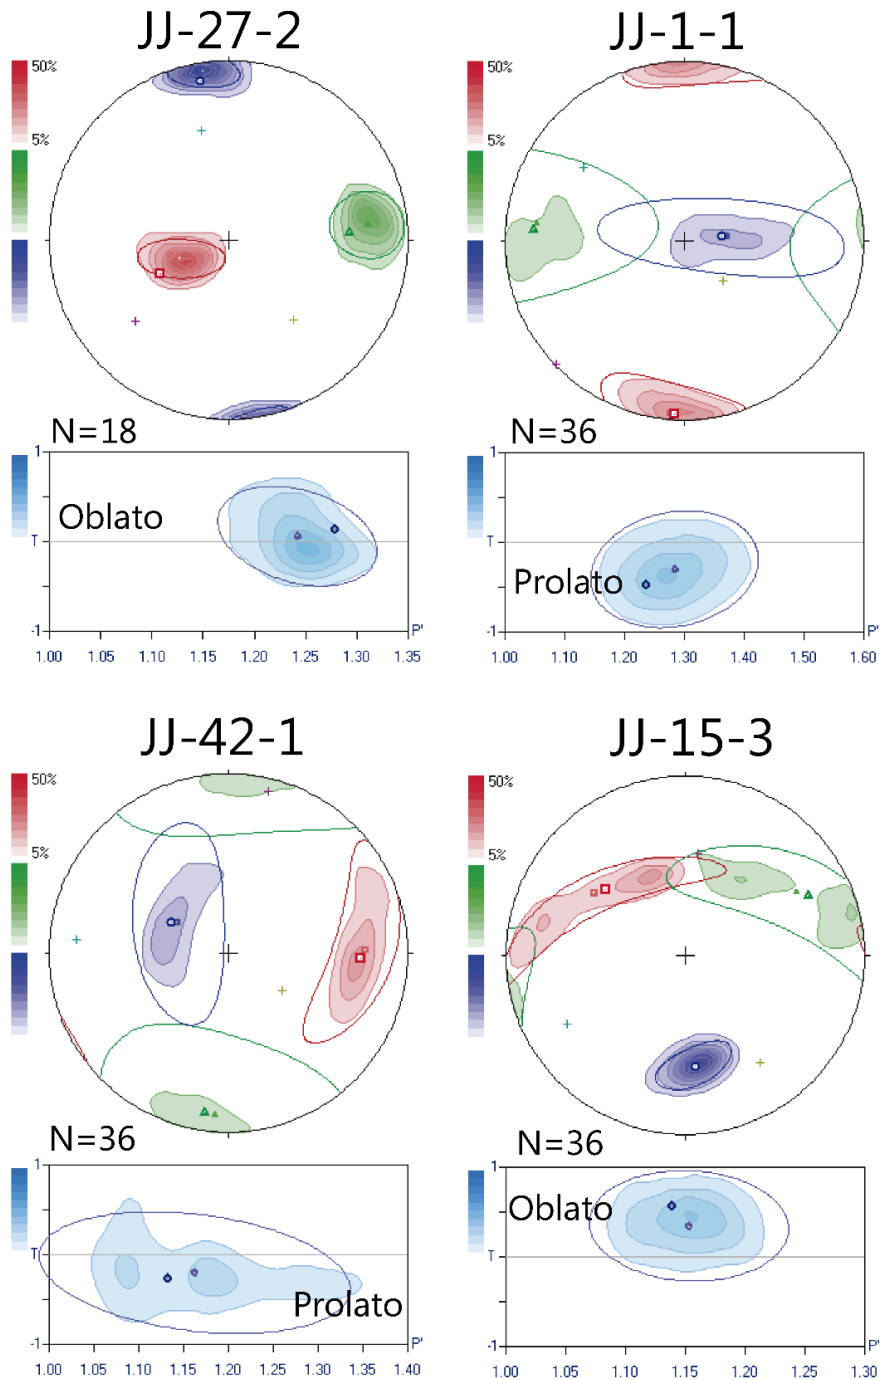 JJ-27-2
50%
5%
N=18
1
Oblato
T
-1
P'
1.00 1.05 1.10 1.15 1.20 1.25 1.30 1.35
JJ-1-1
50%
5%
N=36
1
T
Prolato
-1
P'
1.00 1.10 1.20 1.30 1.40 1.50 1.60
JJ-42-1
50%
5%
N=36
1
T
Prolato
-1
P'
1.00 1.05 1.10 1.15 1.20 1.25 1.30 1.35 1.40
JJ-15-3
50%
5%
N=36
1
Oblato
T
-1
P'
1.00 1.05 1.10 1.15 1.20 1.25 1.30